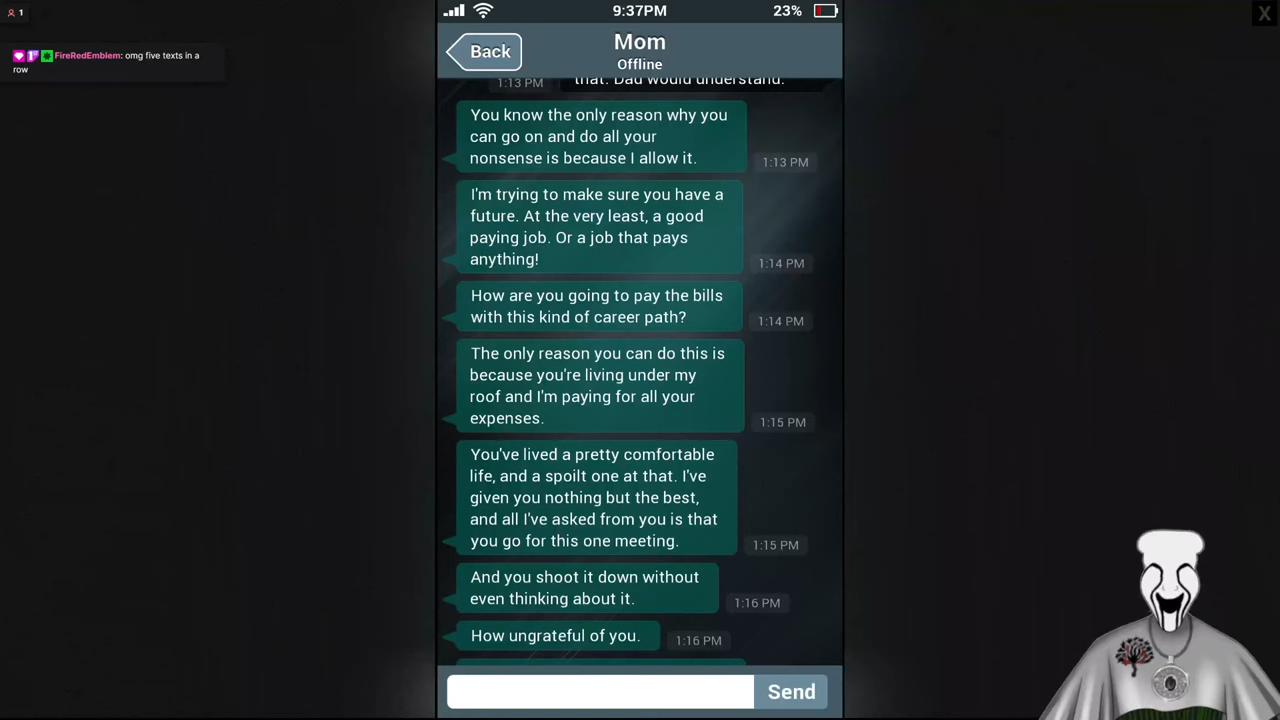 1
FireRedEmblem: omg five texts in a
row
9:37PM
23%
Back
Mom
Offline
that. Dad would understand.
1:13 PM
You know the only reason why you
can go on and do all your
nonsense is because I allow it.
1:13 PM
I'm trying to make sure you have a
future. At the very least, a good
paying job. Or a job that pays
anything!
1:14 PM
How are you going to pay the bills
with this kind of career path?
1:14 PM
The only reason you can do this is
because you're living under my
roof and I'm paying for all your
expenses.
1:15 PM
You've lived a pretty comfortable
life, and a spoilt one at that. I've
given you nothing but the best,
and all I've asked from you is that
you go for this one meeting.
1:15 PM
And you shoot it down without
even thinking about it.
1:16 PM
How ungrateful of you.
1:16 PM
Send
X